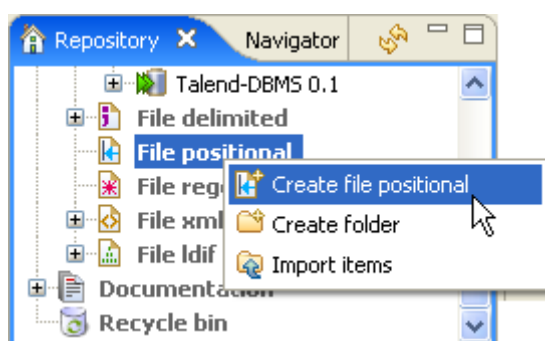 Repository Navigator
Talend-DBMS 0.1
File delimited
File positional
Create file positional
File
Create folder
File xml
Import items
File ldif
Documentation
Recycle bin